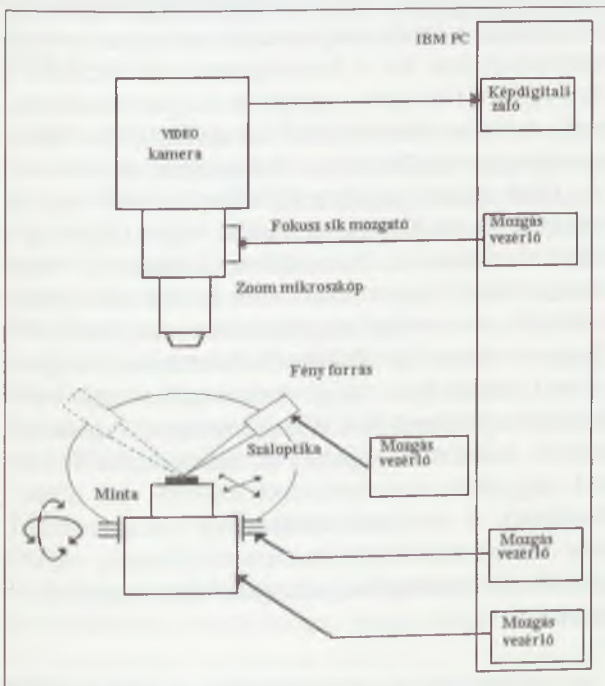 IBM PC
Képdigitali-
záló
VIDEO
kamera
Fokusz sik mozgató
Mozgás
vezérlő
Zoom mikroszkóp
Fény forrás
Száloptika
Mozgás
vezérlő
Minta
Mozgás
vezérlő
Mozgás
vezérlő